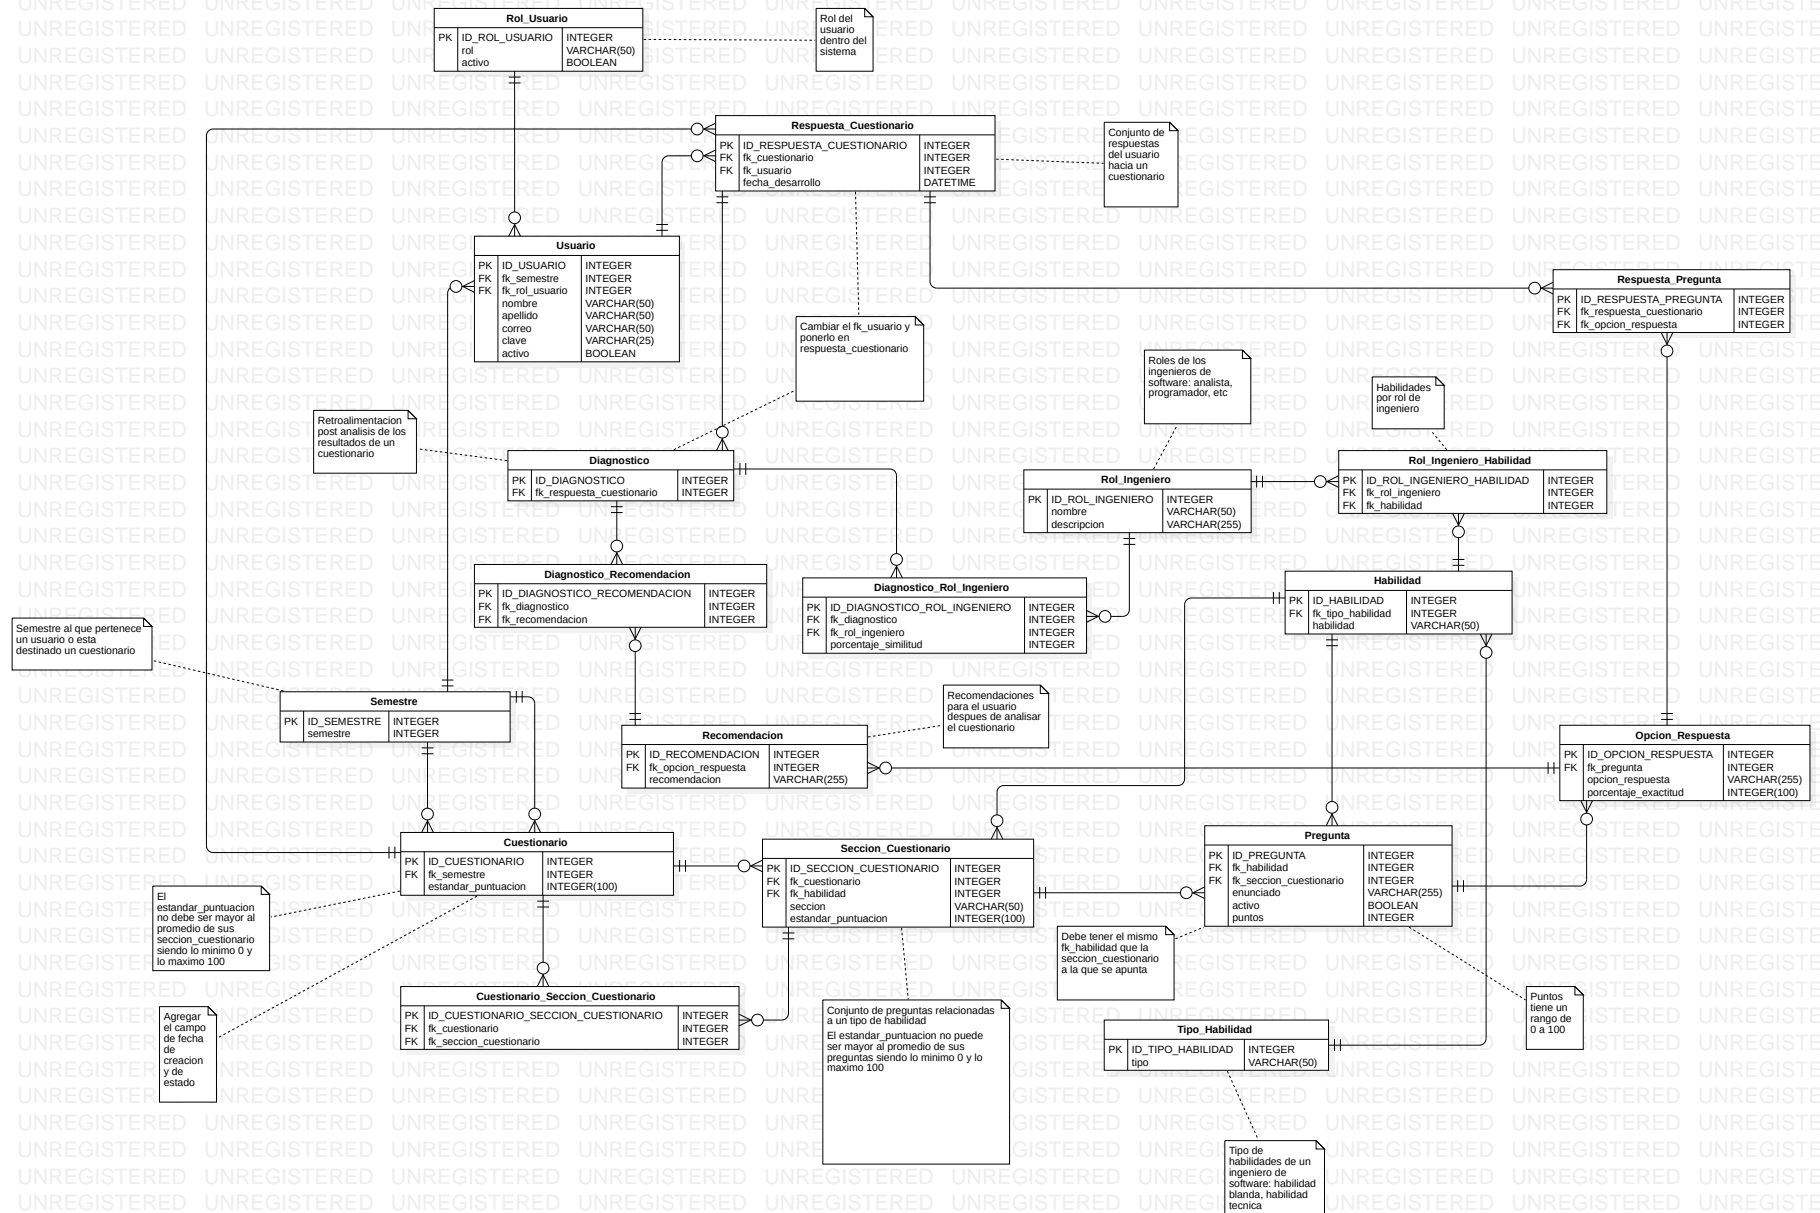 Rol_Usuario
PK ID_ROL_USUARIO INTEGER
rol VARCHAR(50)
activo BOOLEAN
Rol del
usuario
dentro del
sistema
Respuesta_Cuestionario
PK ID_RESPUESTA_CUESTIONARIO INTEGER
FK fk_cuestionario INTEGER
FK fk_usuario INTEGER
fecha_desarrollo DATETIME
Conjunto de
respuestas
del usuario
hacia un
cuestionario
Usuario
PK ID_USUARIO INTEGER
FK fk_semestre INTEGER
FK fk_rol_usuario INTEGER
nombre VARCHAR(50)
apellido VARCHAR(50)
correo VARCHAR(50)
clave VARCHAR(25)
activo BOOLEAN
Respuesta_Pregunta
PK ID_RESPUESTA_PREGUNTA INTEGER
FK fk_respuesta_cuestionario INTEGER
FK fk_opcion_respuesta INTEGER
Cambiar el fk_usuario y
ponerlo en
respuesta_cuestionario
Roles de los
ingenieros de
software: analista,
programador, etc
Habilidades
por rol de
ingeniero
Retroalimentacion
post analisis de los
resultados de un
cuestionario
Diagnostico
PK ID_DIAGNOSTICO INTEGER
FK fk_respuesta_cuestionario INTEGER
Rol_Ingeniero
PK ID_ROL_INGENIERO INTEGER
nombre VARCHAR(50)
descripcion VARCHAR(255)
Rol_Ingeniero_Habilidad
PK ID_ROL_INGENIERO_HABILIDAD INTEGER
FK fk_rol_ingeniero INTEGER
FK fk_habilidad INTEGER
Diagnostico_Recomendacion
PK ID_DIAGNOSTICO_RECOMENDACION INTEGER
FK fk_diagnostico INTEGER
FK fk_recomendacion INTEGER
Diagnostico_Rol_Ingeniero
PK ID_DIAGNOSTICO_ROL_INGENIERO INTEGER
FK fk_diagnostico INTEGER
FK fk_rol_ingeniero INTEGER
porcentaje_similitud INTEGER
Habilidad
PK ID_HABILIDAD INTEGER
FK fk_tipo_habilidad INTEGER
habilidad VARCHAR(50)
Semestre al que pertenece
un usuario o esta
destinado un cuestionario
Semestre
PK ID_SEMESTRE INTEGER
semestre INTEGER
Recomendaciones
para el usuario
despues de analisar
el cuestionario
Recomendacion
PK ID_RECOMENDACION INTEGER
FK fk_opcion_respuesta INTEGER
recomendacion VARCHAR(255)
Opcion_Respuesta
PK ID_OPCION_RESPUESTA INTEGER
FK fk_pregunta INTEGER
opcion_respuesta VARCHAR(255)
porcentaje_exactitud INTEGER(100)
Cuestionario
PK ID_CUESTIONARIO INTEGER
FK fk_semestre INTEGER
estandar_puntuacion INTEGER(100)
Seccion_Cuestionario
PK ID_SECCION_CUESTIONARIO INTEGER
FK fk_cuestionario INTEGER
FK fk_habilidad INTEGER
seccion VARCHAR(50)
estandar_puntuacion INTEGER(100)
Pregunta
PK ID_PREGUNTA INTEGER
FK fk_habilidad INTEGER
FK fk_seccion_cuestionario INTEGER
enunciado VARCHAR(255)
activo BOOLEAN
puntos INTEGER
El
estandar_puntuacion
no debe ser mayor al
promedio de sus
seccion_cuestionario
siendo lo minimo 0 y
lo maximo 100
Debe tener el mismo
fk_habilidad que la
seccion_cuestionario
a la que se apunta
Cuestionario_Seccion_Cuestionario
PK ID_CUESTIONARIO_SECCION_CUESTIONARIO INTEGER
FK fk_cuestionario INTEGER
FK fk_seccion_cuestionario INTEGER
Agregar
el campo
de fecha
de
creacion
y de
estado
Conjunto de preguntas relacionadas
a un tipo de habilidad
El estandar_puntuacion no puede
ser mayor al promedio de sus
preguntas siendo lo minimo 0 y lo
maximo 100
Puntos
tiene un
rango de
0 a 100
Tipo_Habilidad
PK ID_TIPO_HABILIDAD INTEGER
tipo VARCHAR(50)
Tipo de
habilidades de un
ingeniero de
software: habilidad
blanda, habilidad
tecnica